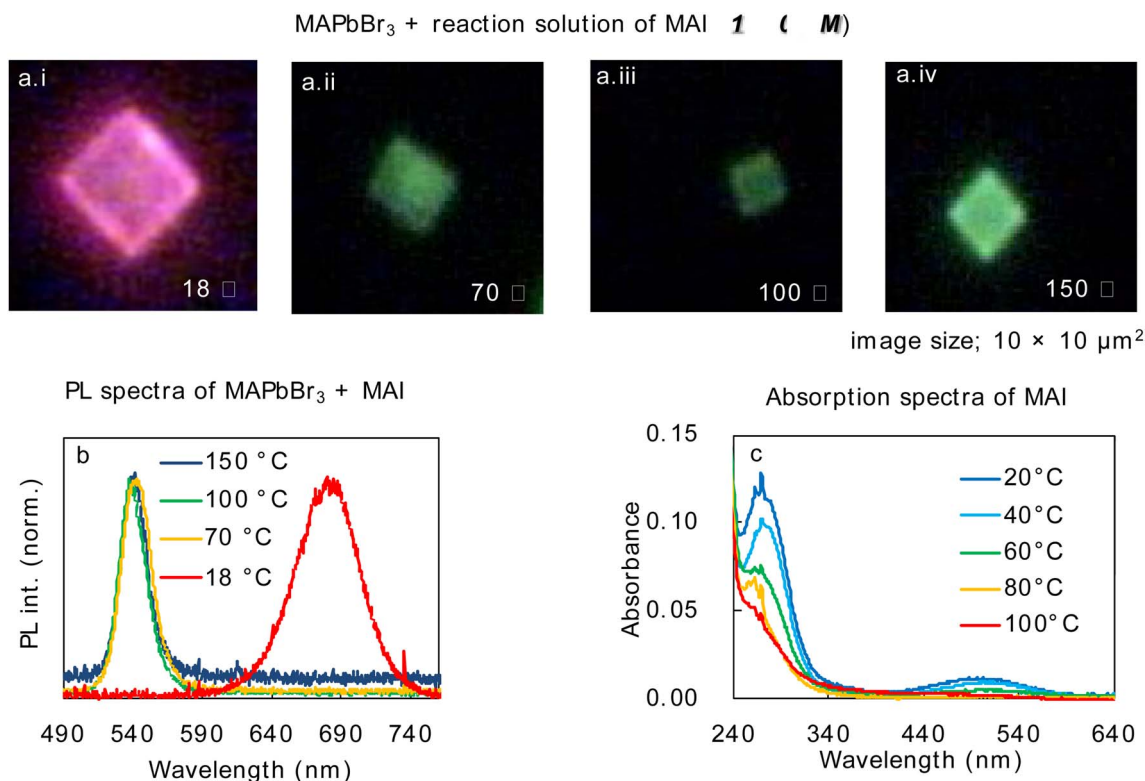 MAPbBr₃ + reaction solution of MAI 1 ( M)
a.i
a.ii
a.iii
a.iv
18 □
70 □
100 □
150 □
image size; 10 × 10 µm²
PL spectra of MAPbBr₃ + MAI
b
150 °C
100 °C
70 °C
18 °C
PL int. (norm.)
490 540 590 640 690 740
Wavelength (nm)
Absorption spectra of MAI
c
0.15
0.10
0.05
0.00
20°C
40°C
60°C
80°C
100°C
Absorbance
240 340 440 540 640
Wavelength (nm)